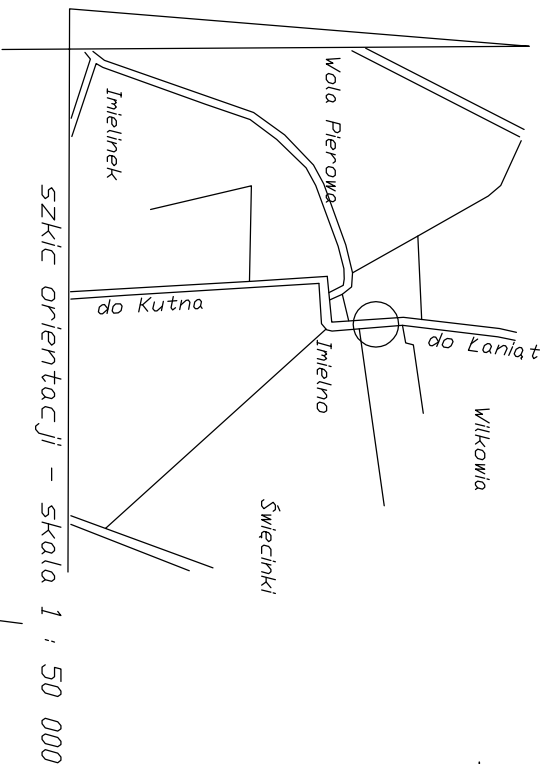 Wola Pierowa
Imielinek
do Kutna
do Łaniąt
Imielno
Wilkowia
Święcinki
szkic orientacji - skala 1 : 50 000